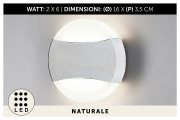 WATT: 2 X 6 | DIMENSIONI: (Ø) 16 X (P) 3,5 CM
LED
NATURALE